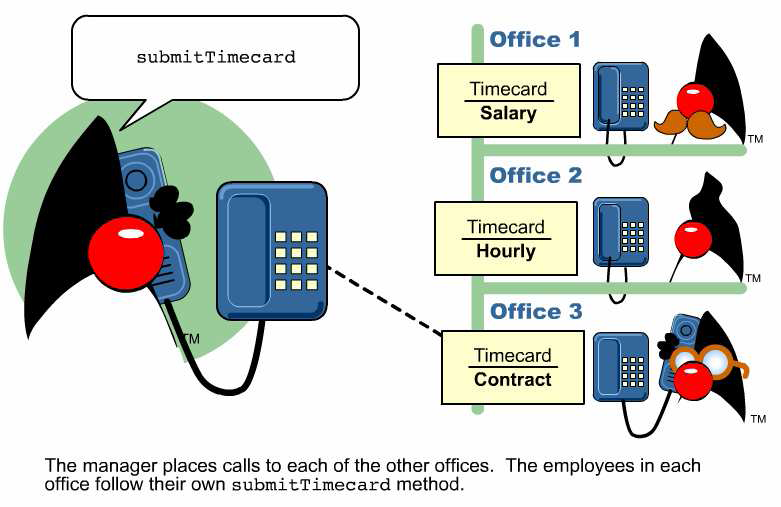 submitTimecard
Office 1
Timecard
Salary
TM
Office 2
Timecard
Hourly
TM
Office 3
Timecard
Contract
TM
TM
The manager places calls to each of the other offices. The employees in each
office follow their own submitTimecard method.